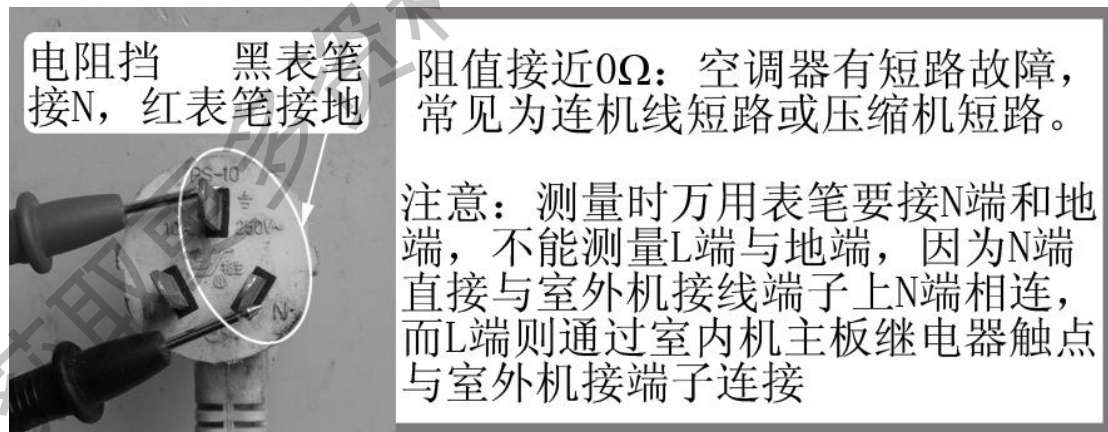 电阻挡　　黑表笔
接N，红表笔接地
PS-10
10A 250V~
N
阻值接近0Ω：空调器有短路故障，
常见为连机线短路或压缩机短路。
注意：测量时万用表笔要接N端和地
端，不能测量L端与地端，因为N端
直接与室外机接线端子上N端相连，
而L端则通过室内机主板继电器触点
与室外机接端子连接